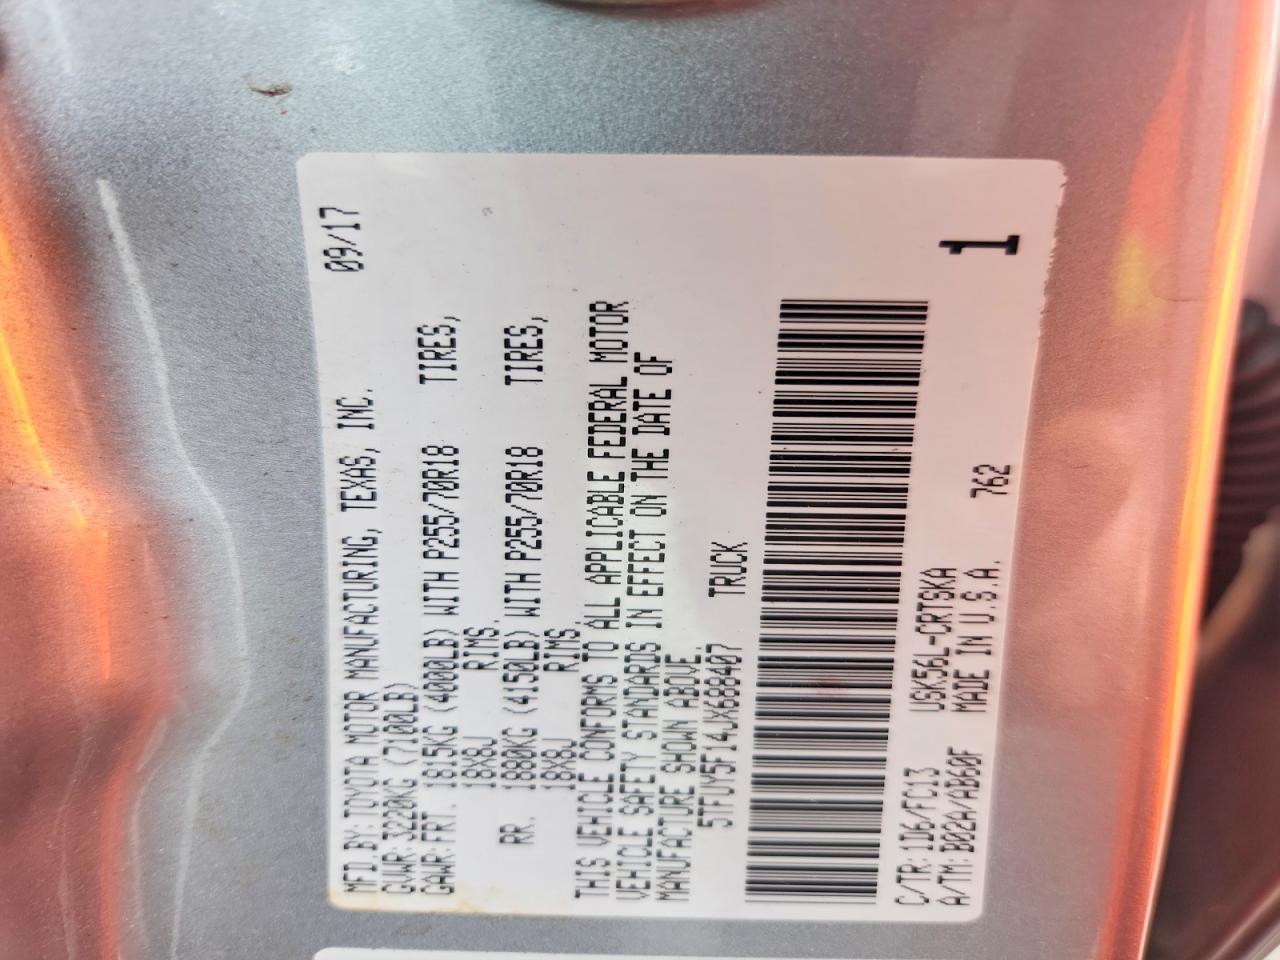 MFD.BY: TOYOTA MOTOR MANUFACTURING, TEXAS, INC. 09/17
GVWR: 3220KG (7100LB)
GAWR: FRT. 1815KG (4000LB) WITH P255/70R18 TIRES,
18X8J RIMS.
RR. 1880KG (4150LB) WITH P255/70R18 TIRES,
18X8J RIMS.
THIS VEHICLE CONFORMS TO ALL APPLICABLE FEDERAL MOTOR
VEHICLE SAFETY STANDARDS IN EFFECT ON THE DATE OF
MANUFACTURE SHOWN ABOVE.
5TFUY5F14JX688407 TRUCK
C/TR: 1D6/FC13 USK56L-CRTSKA
A/TM: B02A/AB60F MADE IN U.S.A. 762
1